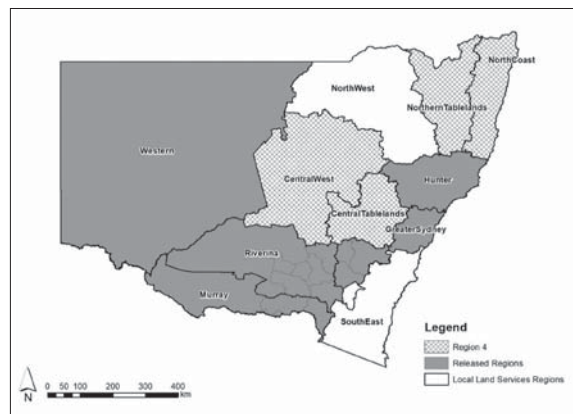 NorthCoast
NorthWest
NorthernTablelands
Western
CentralWest
Hunter
CentralTablelands
GreaterSydney
Riverina
Murray
SouthEast
Legend
Region 4
Released Regions
Local Land Services Regions
N
0 50 100 200 300 400
km